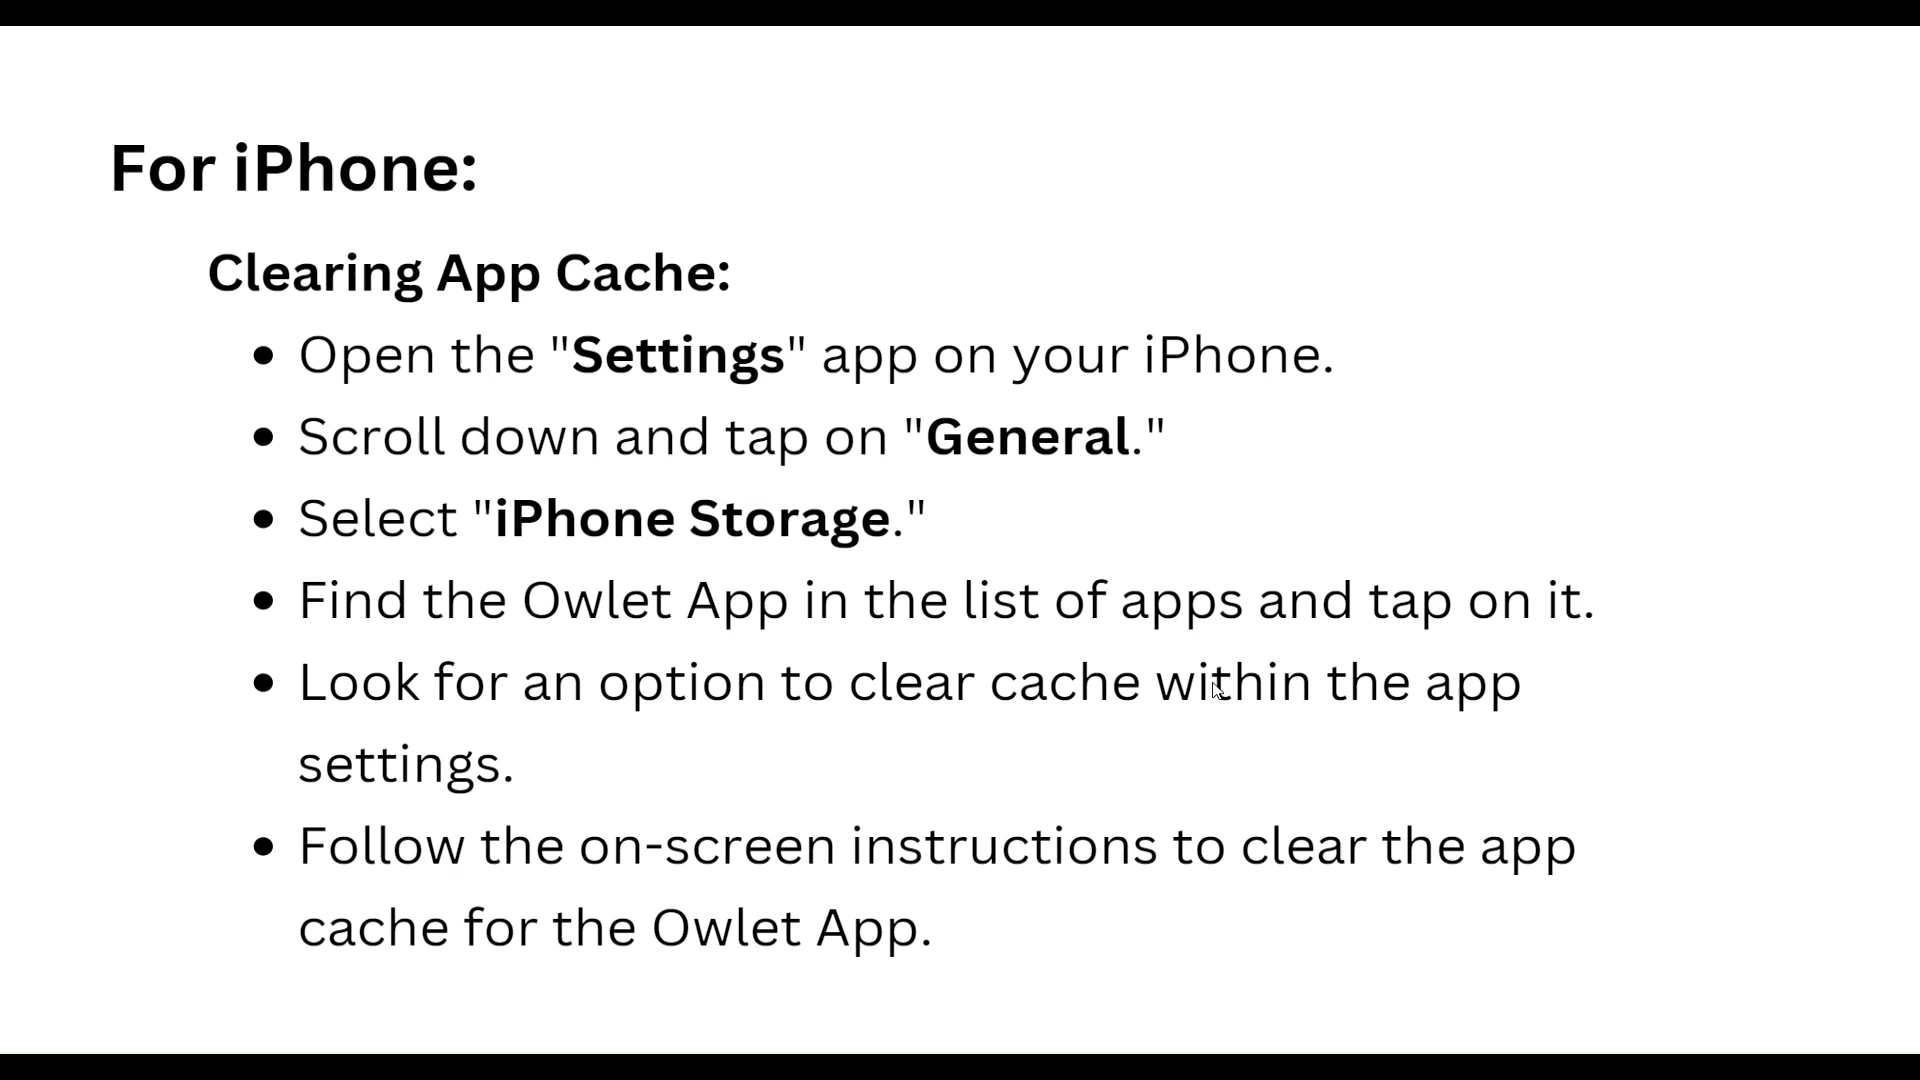 For iPhone:
Clearing App Cache:
• Open the "Settings" app on your iPhone.
• Scroll down and tap on "General."
• Select "iPhone Storage."
• Find the Owlet App in the list of apps and tap on it.
• Look for an option to clear cache within the app
settings.
• Follow the on-screen instructions to clear the app
cache for the Owlet App.